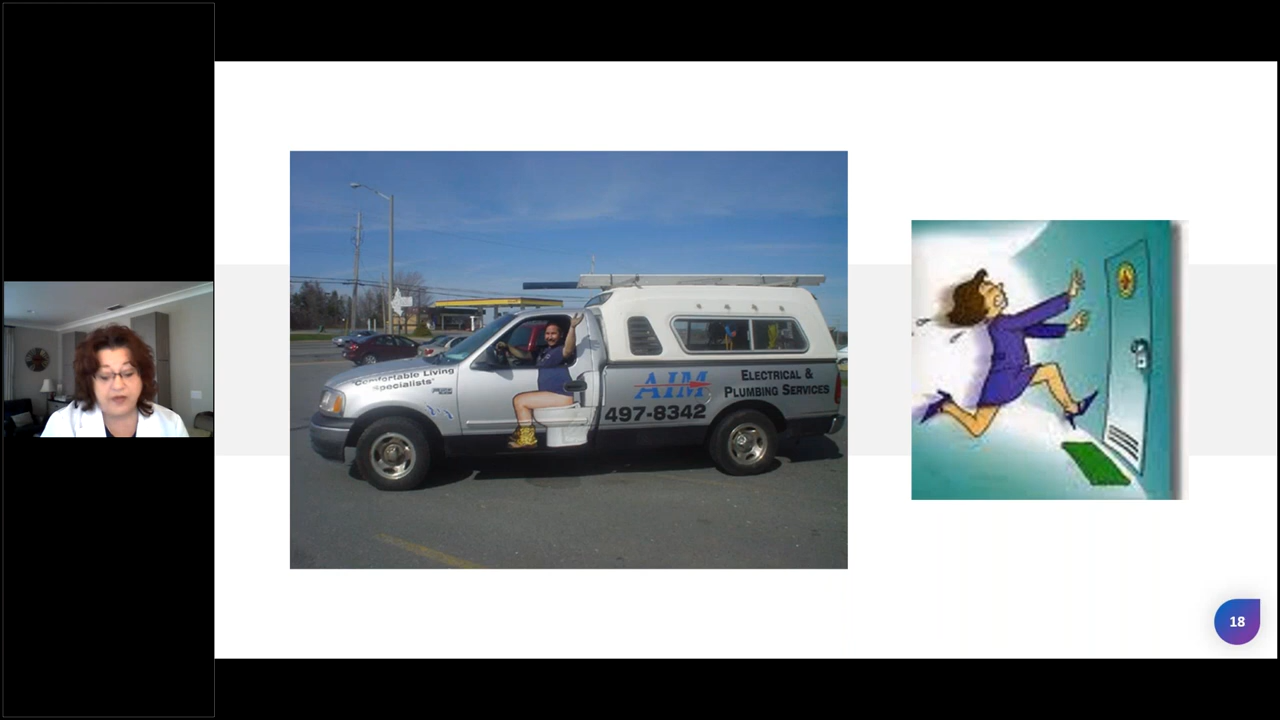 Comfortable Living
Specialists
AIM
ELECTRICAL &
PLUMBING SERVICES
497-8342
18